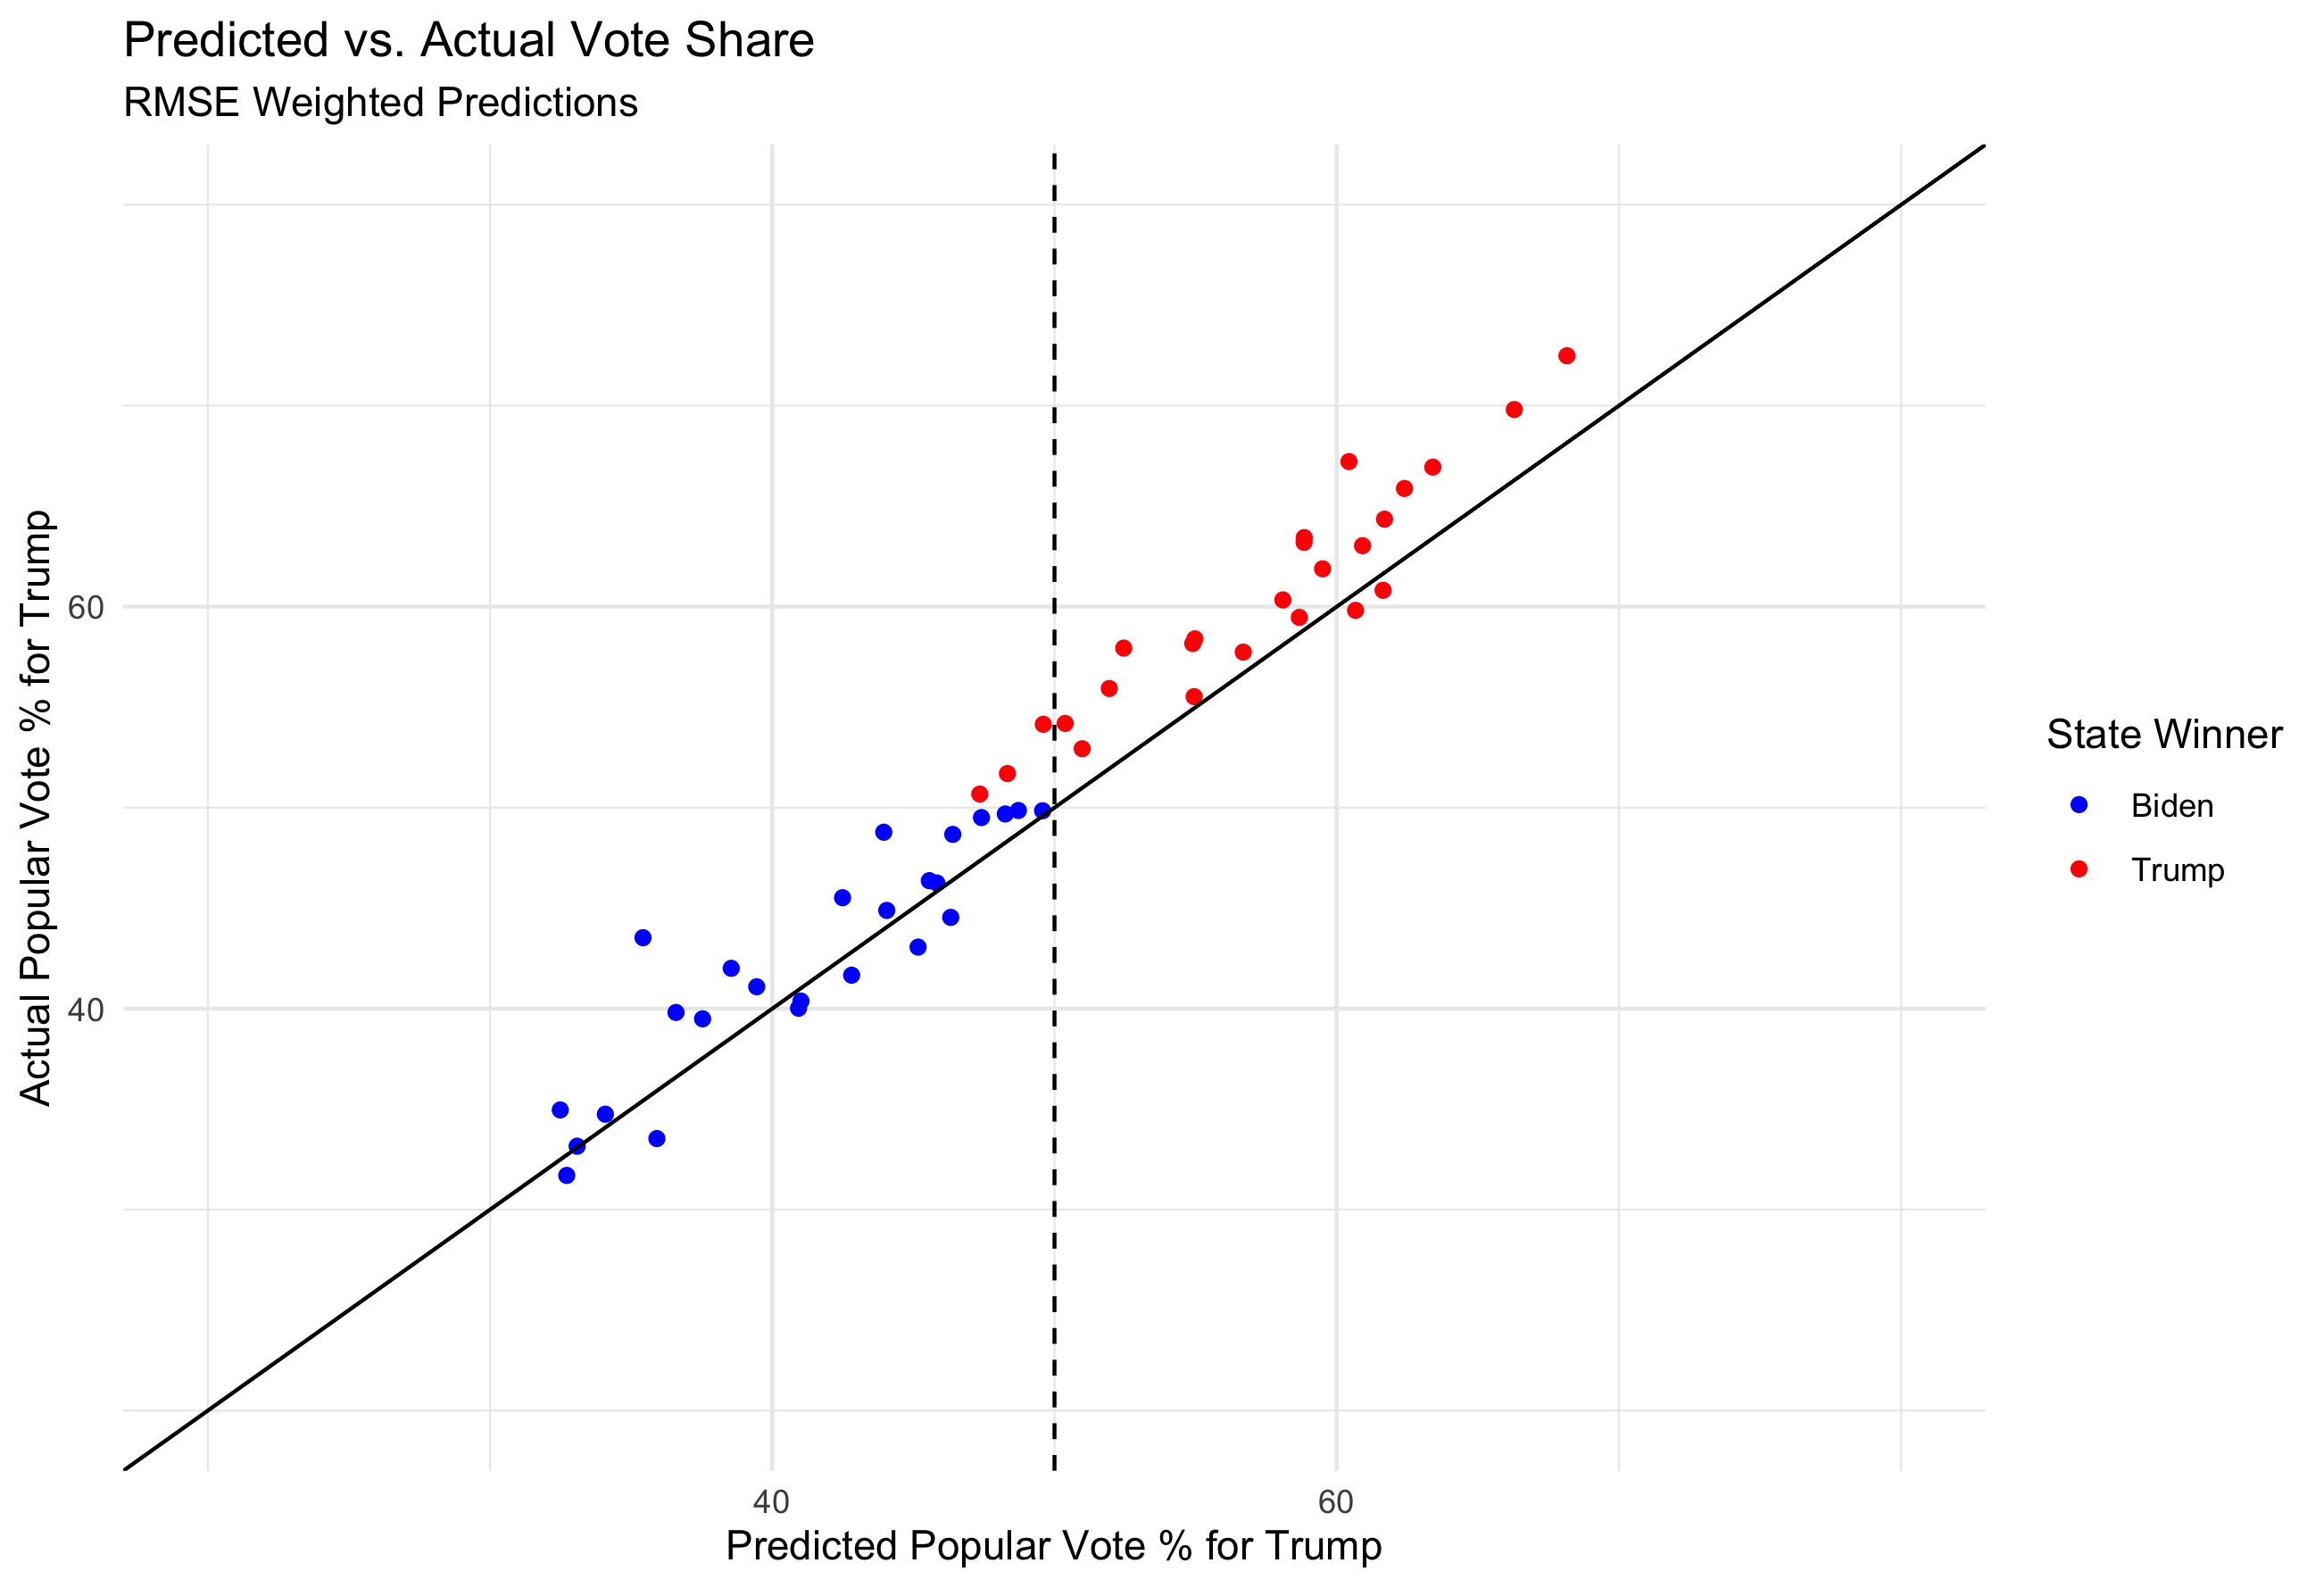 Predicted vs. Actual Vote Share
RMSE Weighted Predictions
Actual Popular Vote % for Trump
60
40
40
60
Predicted Popular Vote % for Trump
State Winner
Biden
Trump